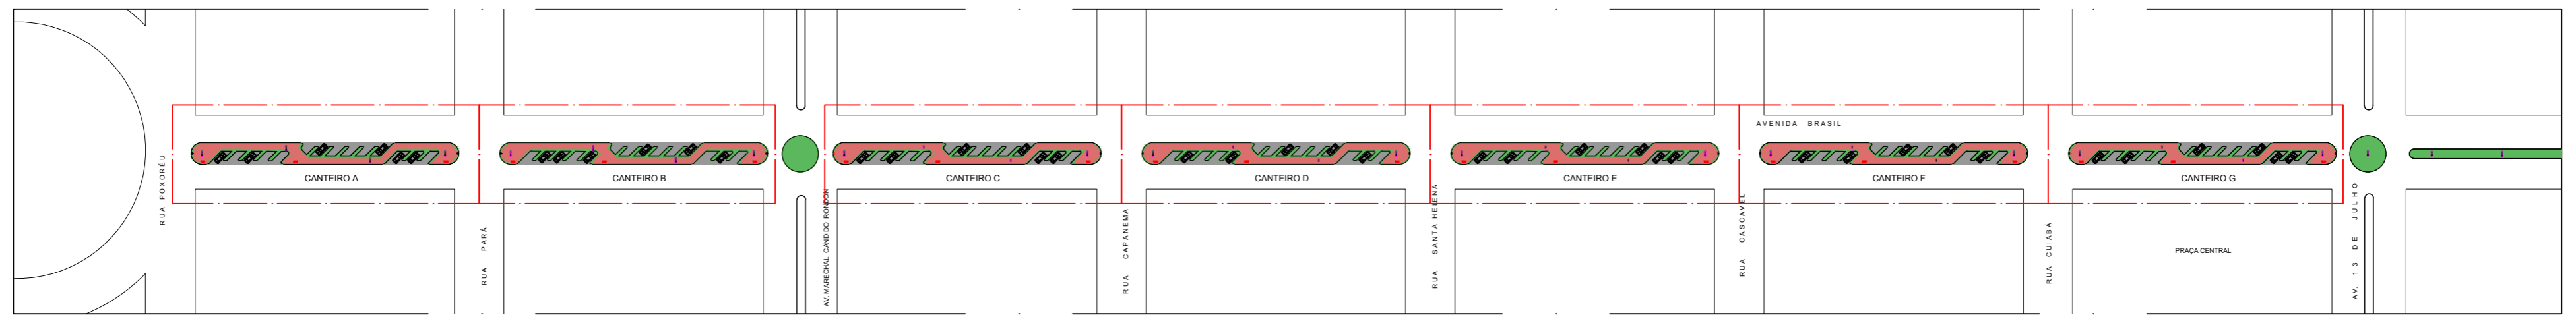 RUA POXORÉU
CANTEIRO A
RUA PARÁ
CANTEIRO B
AV. MARECHAL CANDIDO RONDON
CANTEIRO C
RUA CAPANEMA
CANTEIRO D
RUA SANTA HELENA
CANTEIRO E
RUA CASCAVEL
AVENIDA BRASIL
CANTEIRO F
RUA CUIABÁ
CANTEIRO G
PRAÇA CENTRAL
AV. 13 DE JULHO